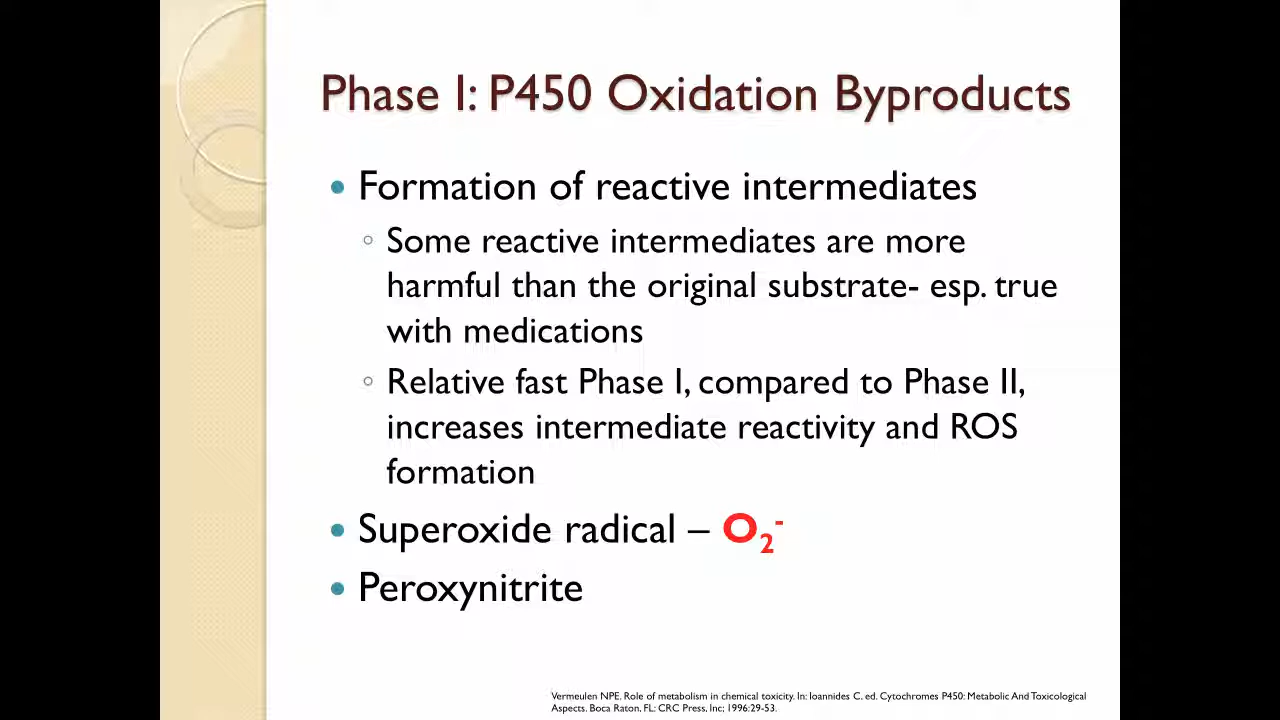 Phase I: P450 Oxidation Byproducts
• Formation of reactive intermediates
◦ Some reactive intermediates are more
harmful than the original substrate- esp. true
with medications
◦ Relative fast Phase I, compared to Phase II,
increases intermediate reactivity and ROS
formation
• Superoxide radical – O₂⁻
• Peroxynitrite
Vermeulen NPE. Role of metabolism in chemical toxicity. In: Ioannides C, ed. Cytochromes P450: Metabolic And Toxicological
Aspects. Boca Raton, FL: CRC Press, Inc; 1996:29-53.